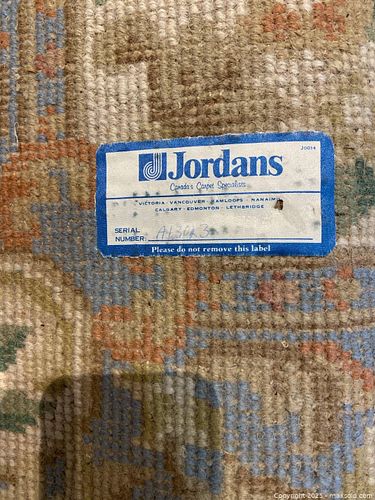 J0014
Jordans
Canada's Carpet Specialists
VICTORIA · VANCOUVER · KAMLOOPS · NANAIMO
CALGARY · EDMONTON · LETHBRIDGE
SERIAL
NUMBER
Please do not remove this label
Copyright 2025 - maxsold.com